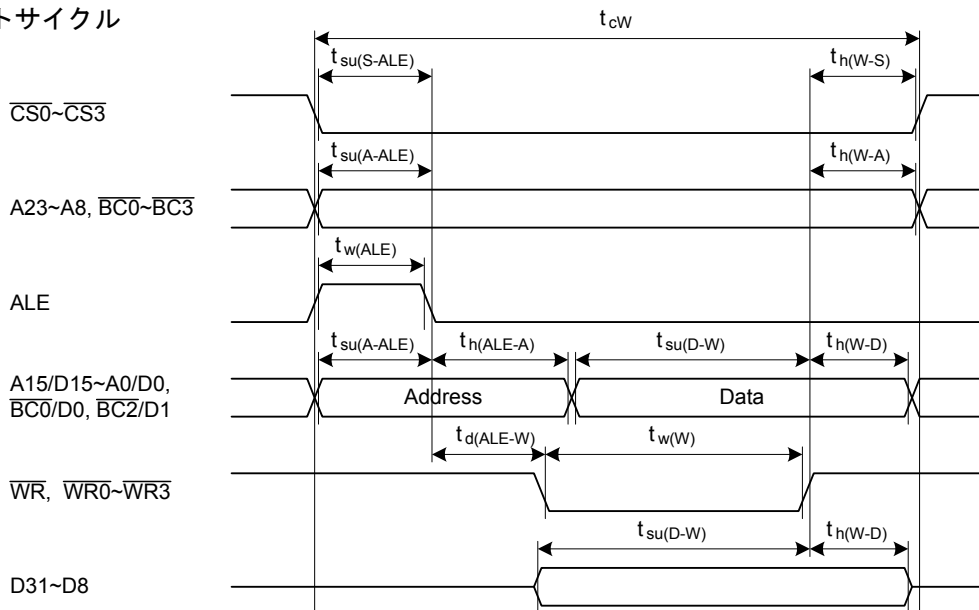 トサイクル
tcW
tsu(S-ALE) th(W-S)
CS0~CS3
tsu(A-ALE) th(W-A)
A23~A8, BC0~BC3
tw(ALE)
ALE
tsu(A-ALE) th(ALE-A) tsu(D-W) th(W-D)
A15/D15~A0/D0,
BC0/D0, BC2/D1
Address Data
td(ALE-W) tw(W)
WR, WR0~WR3
tsu(D-W) th(W-D)
D31~D8